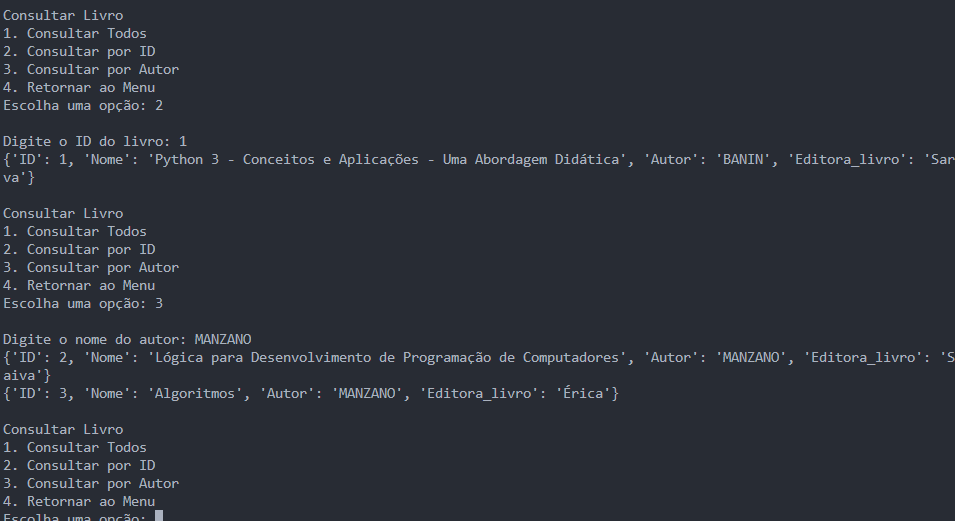 Consultar Livro
1. Consultar Todos
2. Consultar por ID
3. Consultar por Autor
4. Retornar ao Menu
Escolha uma opção: 2
Digite o ID do livro: 1
{'ID': 1, 'Nome': 'Python 3 - Conceitos e Aplicações - Uma Abordagem Didática', 'Autor': 'BANIN', 'Editora_livro': 'Sar
va'}
Consultar Livro
1. Consultar Todos
2. Consultar por ID
3. Consultar por Autor
4. Retornar ao Menu
Escolha uma opção: 3
Digite o nome do autor: MANZANO
{'ID': 2, 'Nome': 'Lógica para Desenvolvimento de Programação de Computadores', 'Autor': 'MANZANO', 'Editora_livro': 'S
aiva'}
{'ID': 3, 'Nome': 'Algoritmos', 'Autor': 'MANZANO', 'Editora_livro': 'Érica'}
Consultar Livro
1. Consultar Todos
2. Consultar por ID
3. Consultar por Autor
4. Retornar ao Menu
Escolha uma opção: